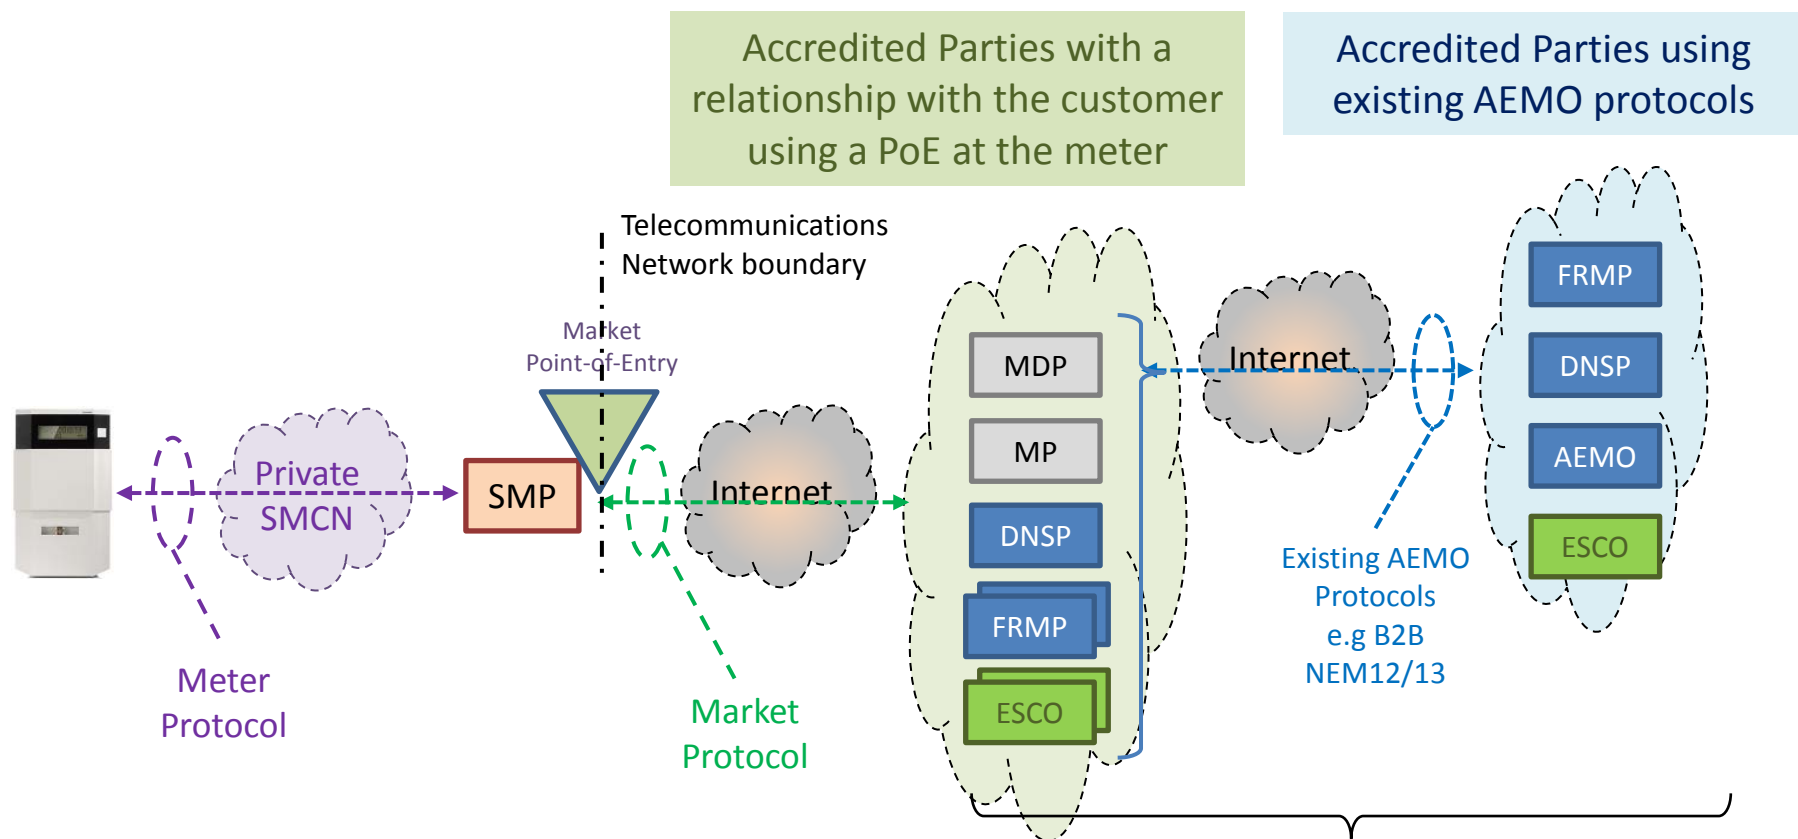 Accredited Parties with a
relationship with the customer
using a PoE at the meter
Accredited Parties using
existing AEMO protocols
Telecommunications
Network boundary
Market
Point-of-Entry
Private
SMCN
SMP
Internet
Meter
Protocol
Market
Protocol
MDP
MP
DNSP
FRMP
ESCO
Internet
Existing AEMO
Protocols
e.g B2B
NEM12/13
FRMP
DNSP
AEMO
ESCO